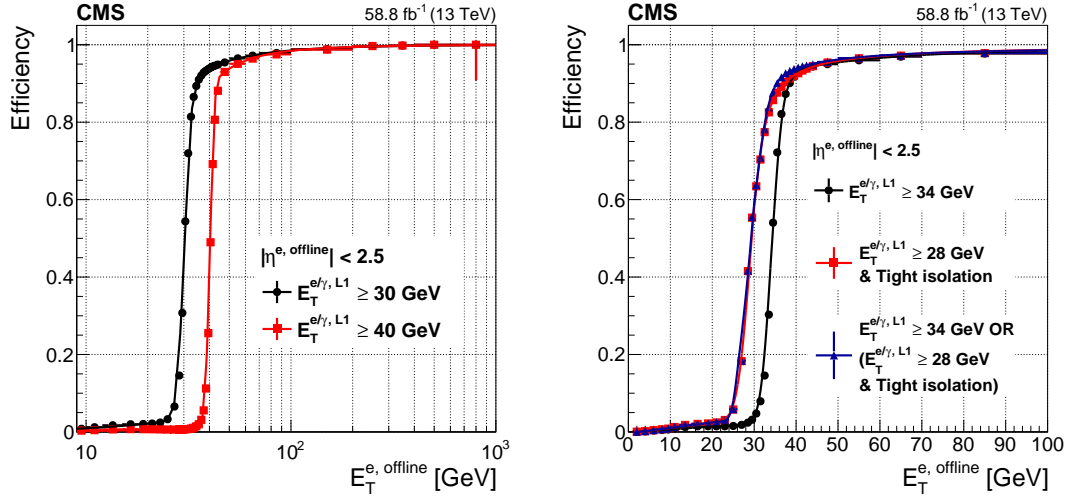 CMS
58.8 fb⁻¹ (13 TeV)
Efficiency
1
0.8
0.6
0.4
0.2
0
|η^{e, offline}| < 2.5
E_T^{e/γ, L1} ≥ 30 GeV
E_T^{e/γ, L1} ≥ 40 GeV
10
10²
10³
E_T^{e, offline} [GeV]
CMS
58.8 fb⁻¹ (13 TeV)
Efficiency
1
0.8
0.6
0.4
0.2
0
|η^{e, offline}| < 2.5
E_T^{e/γ, L1} ≥ 34 GeV
E_T^{e/γ, L1} ≥ 28 GeV
& Tight isolation
E_T^{e/γ, L1} ≥ 34 GeV OR
(E_T^{e/γ, L1} ≥ 28 GeV
& Tight isolation)
0 10 20 30 40 50 60 70 80 90 100
E_T^{e, offline} [GeV]